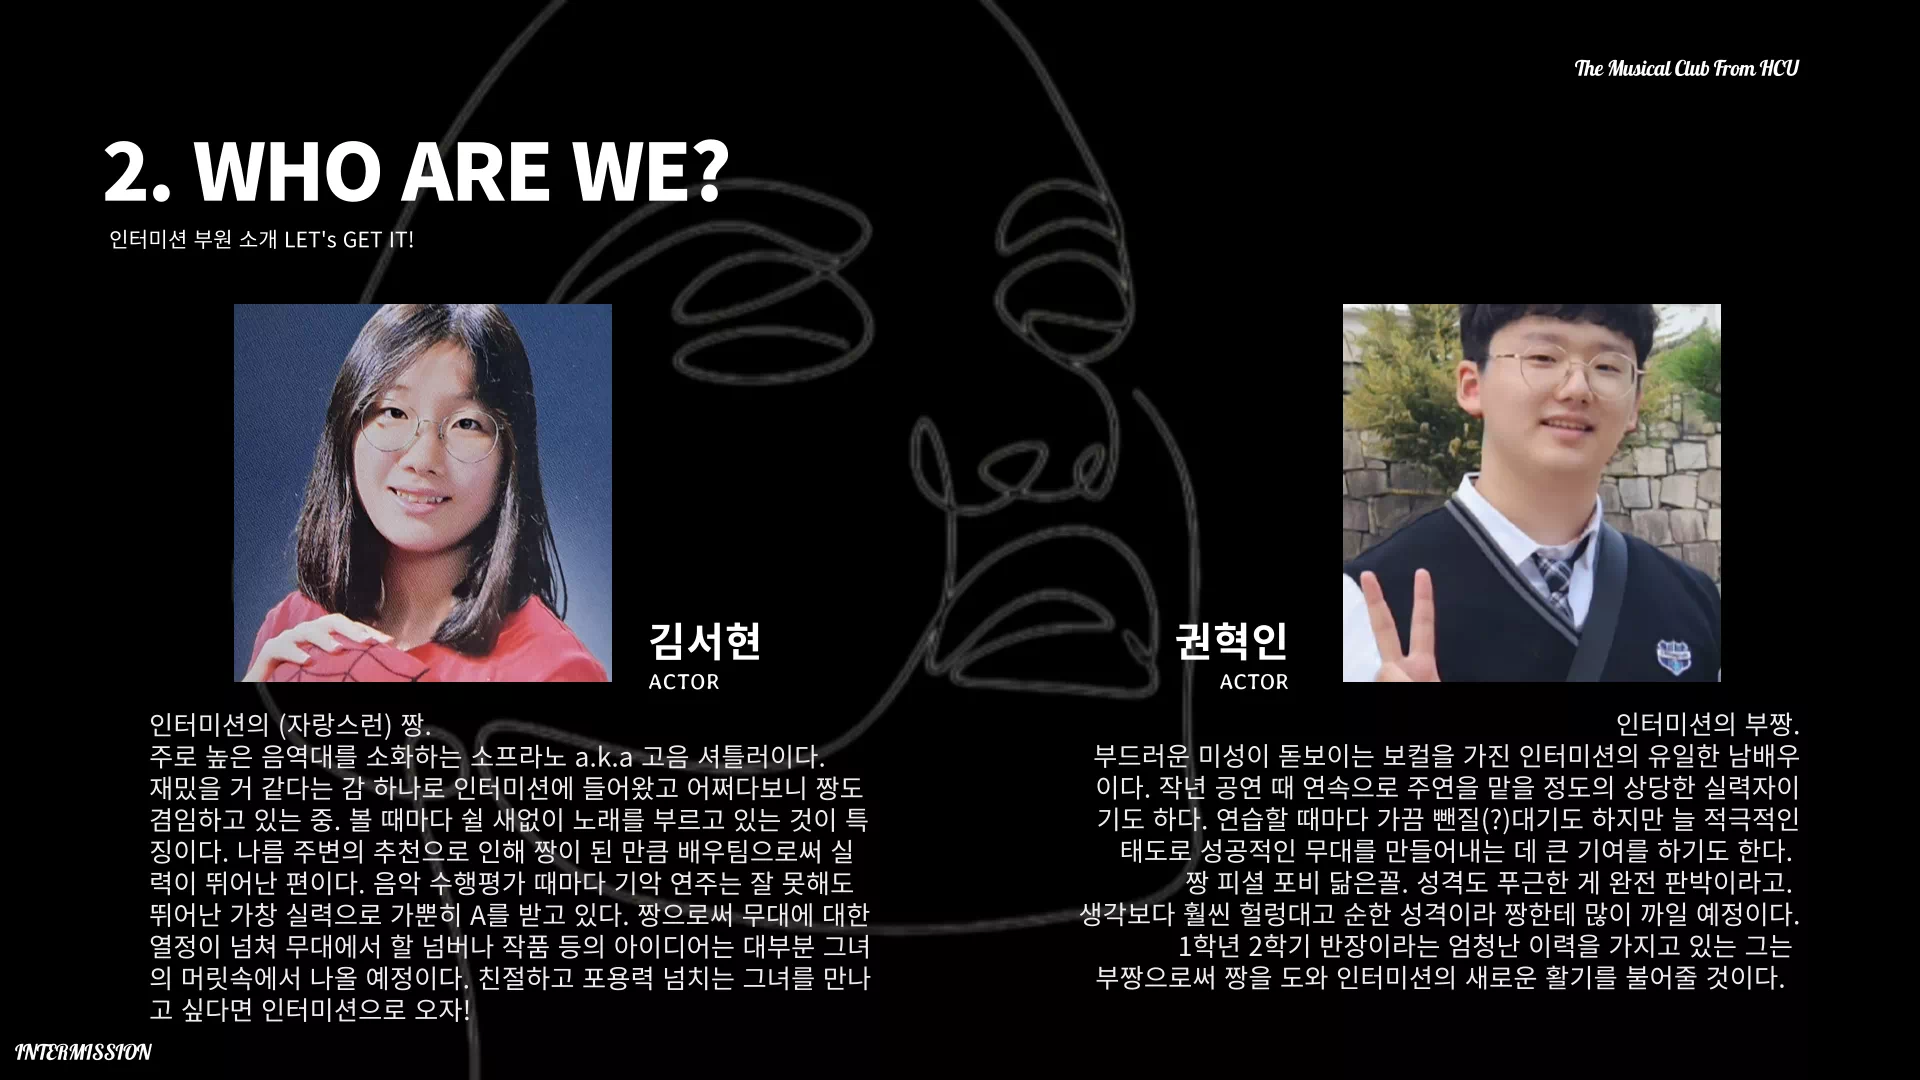 The Musical Club From HCU
2. WHO ARE WE?
인터미션 부원 소개 LET's GET IT!
김서현
ACTOR
인터미션의 (자랑스런) 짱.
주로 높은 음역대를 소화하는 소프라노 a.k.a 고음 셔틀러이다.
재밌을 거 같다는 감 하나로 인터미션에 들어왔고 어쩌다보니 짱도
겸임하고 있는 중. 볼 때마다 쉴 새없이 노래를 부르고 있는 것이 특
징이다. 나름 주변의 추천으로 인해 짱이 된 만큼 배우팀으로써 실
력이 뛰어난 편이다. 음악 수행평가 때마다 기악 연주는 잘 못해도
뛰어난 가창 실력으로 가뿐히 A를 받고 있다. 짱으로써 무대에 대한
열정이 넘쳐 무대에서 할 넘버나 작품 등의 아이디어는 대부분 그녀
의 머릿속에서 나올 예정이다. 친절하고 포용력 넘치는 그녀를 만나
고 싶다면 인터미션으로 오자!
권혁인
ACTOR
인터미션의 부짱.
부드러운 미성이 돋보이는 보컬을 가진 인터미션의 유일한 남배우
이다. 작년 공연 때 연속으로 주연을 맡을 정도의 상당한 실력자이
기도 하다. 연습할 때마다 가끔 뺀질(?)대기도 하지만 늘 적극적인
태도로 성공적인 무대를 만들어내는 데 큰 기여를 하기도 한다.
짱 피셜 포비 닮은꼴. 성격도 푸근한 게 완전 판박이라고.
생각보다 훨씬 헐렁대고 순한 성격이라 짱한테 많이 까일 예정이다.
1학년 2학기 반장이라는 엄청난 이력을 가지고 있는 그는
부짱으로써 짱을 도와 인터미션의 새로운 활기를 불어줄 것이다.
INTERMISSION